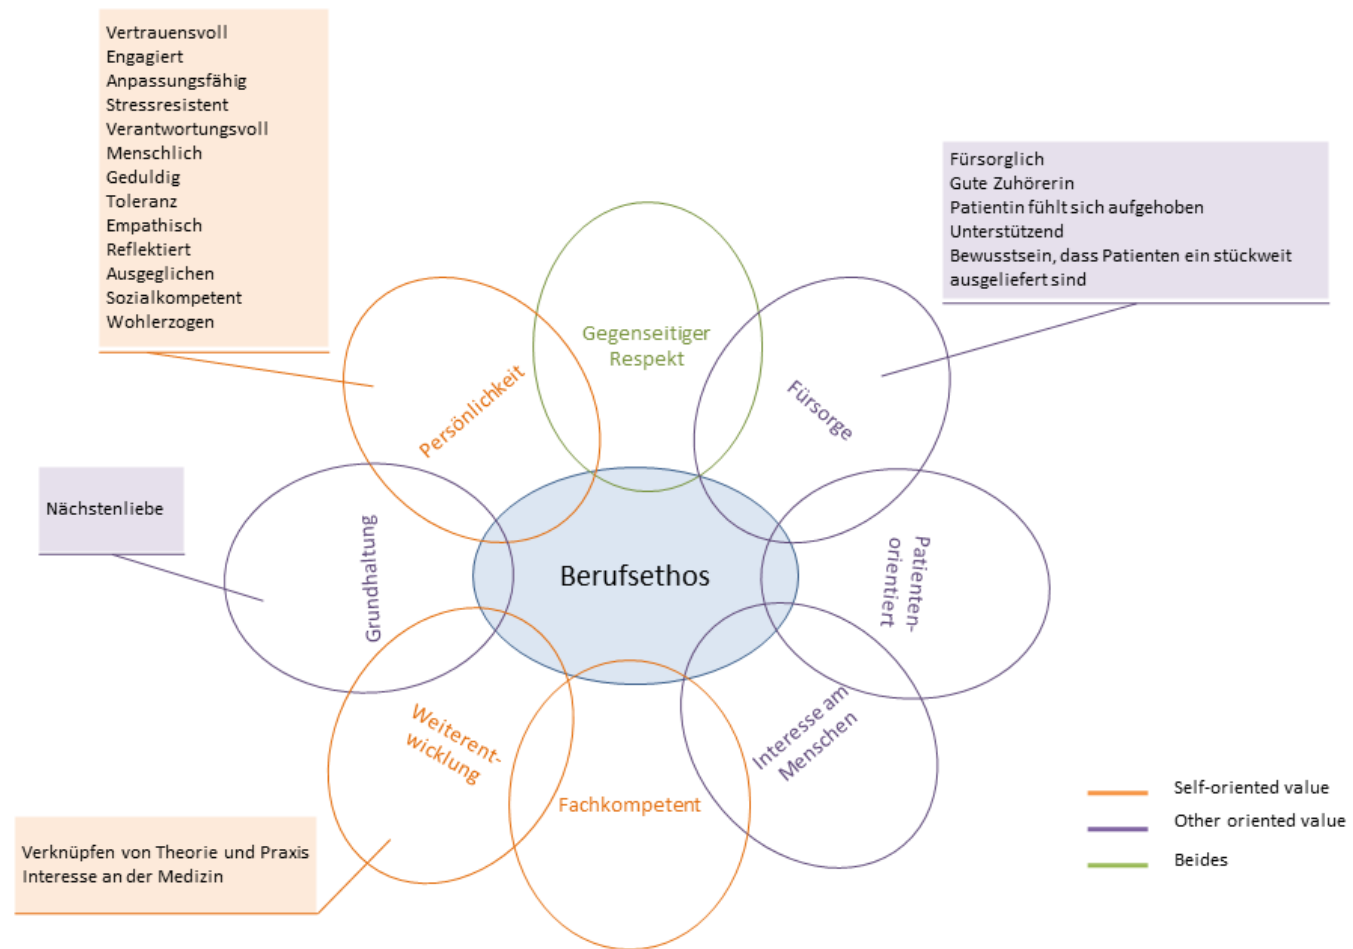 Vertrauensvoll
Engagiert
Anpassungsfähig
Stressresistent
Verantwortungsvoll
Menschlich
Geduldig
Toleranz
Empathisch
Reflektiert
Ausgeglichen
Sozialkompetent
Wohlerzogen
Fürsorglich
Gute Zuhörerin
Patientin fühlt sich aufgehoben
Unterstützend
Bewusstsein, dass Patienten ein stückweit
ausgeliefert sind
Gegenseitiger
Respekt
Persönlichkeit
Fürsorge
Nächstenliebe
Grundhaltung
Berufsethos
Patienten-
orientiert
Weiterent-
wicklung
Fachkompetent
Interesse am
Menschen
Verknüpfen von Theorie und Praxis
Interesse an der Medizin
Self-oriented value
Other oriented value
Beides